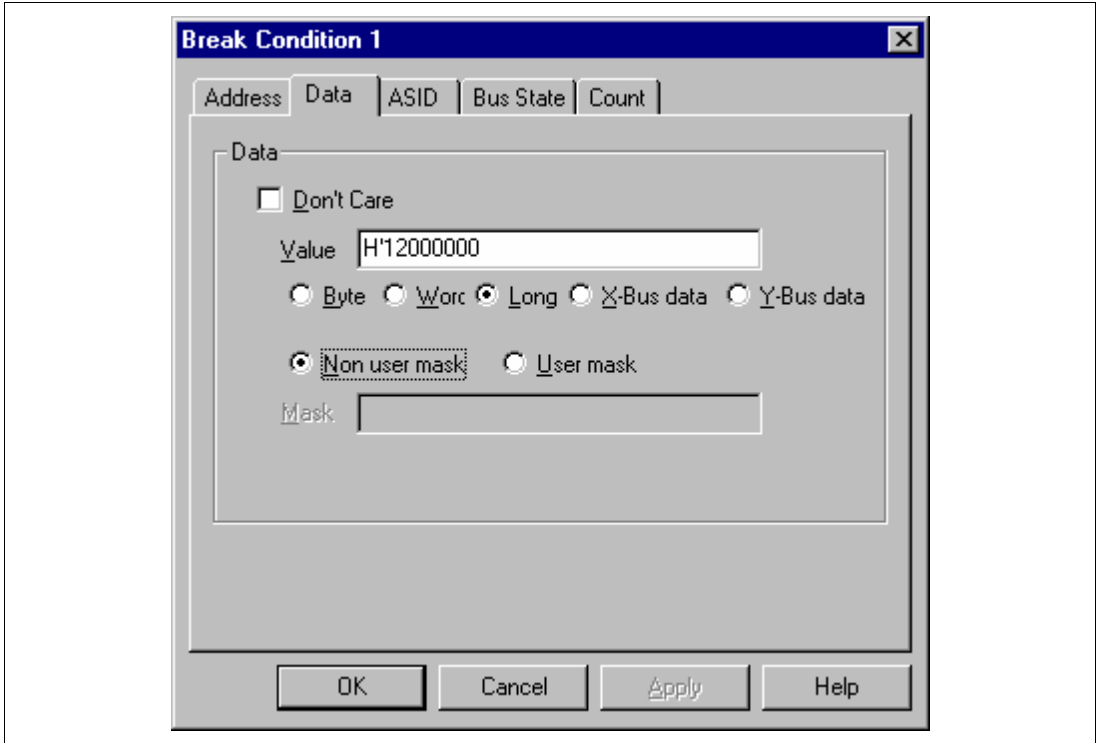 Break Condition 1
Address Data ASID Bus State Count
Data
Don't Care
Value H'12000000
Byte Worc Long X-Bus data Y-Bus data
Non user mask User mask
Mask
OK Cancel Apply Help